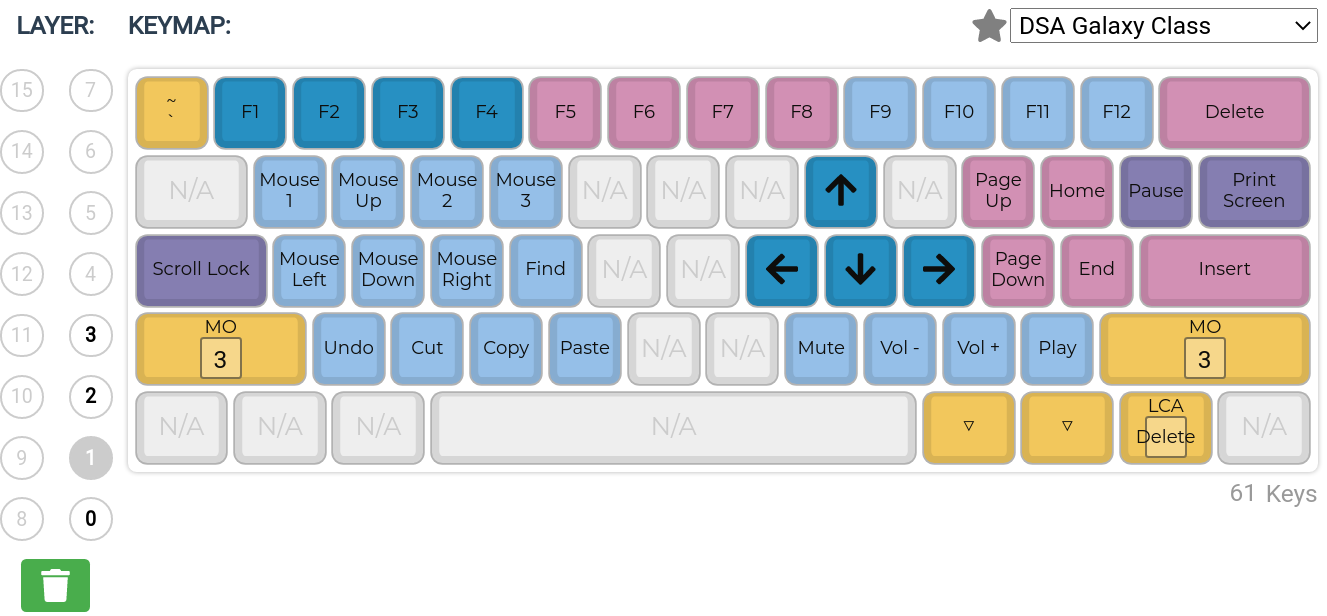 LAYER: KEYMAP: DSA Galaxy Class
15 7 ~ ` F1 F2 F3 F4 F5 F6 F7 F8 F9 F10 F11 F12 Delete
14 6 N/A Mouse 1 Mouse Up Mouse 2 Mouse 3 N/A N/A N/A ↑ N/A Page Up Home Pause Print Screen
13 5
12 4 Scroll Lock Mouse Left Mouse Down Mouse Right Find N/A N/A ← ↓ → Page Down End Insert
11 3 MO 3 Undo Cut Copy Paste N/A N/A Mute Vol - Vol + Play MO 3
10 2
9 1 N/A N/A N/A N/A ▽ ▽ LCA Delete N/A
61 Keys
8 0